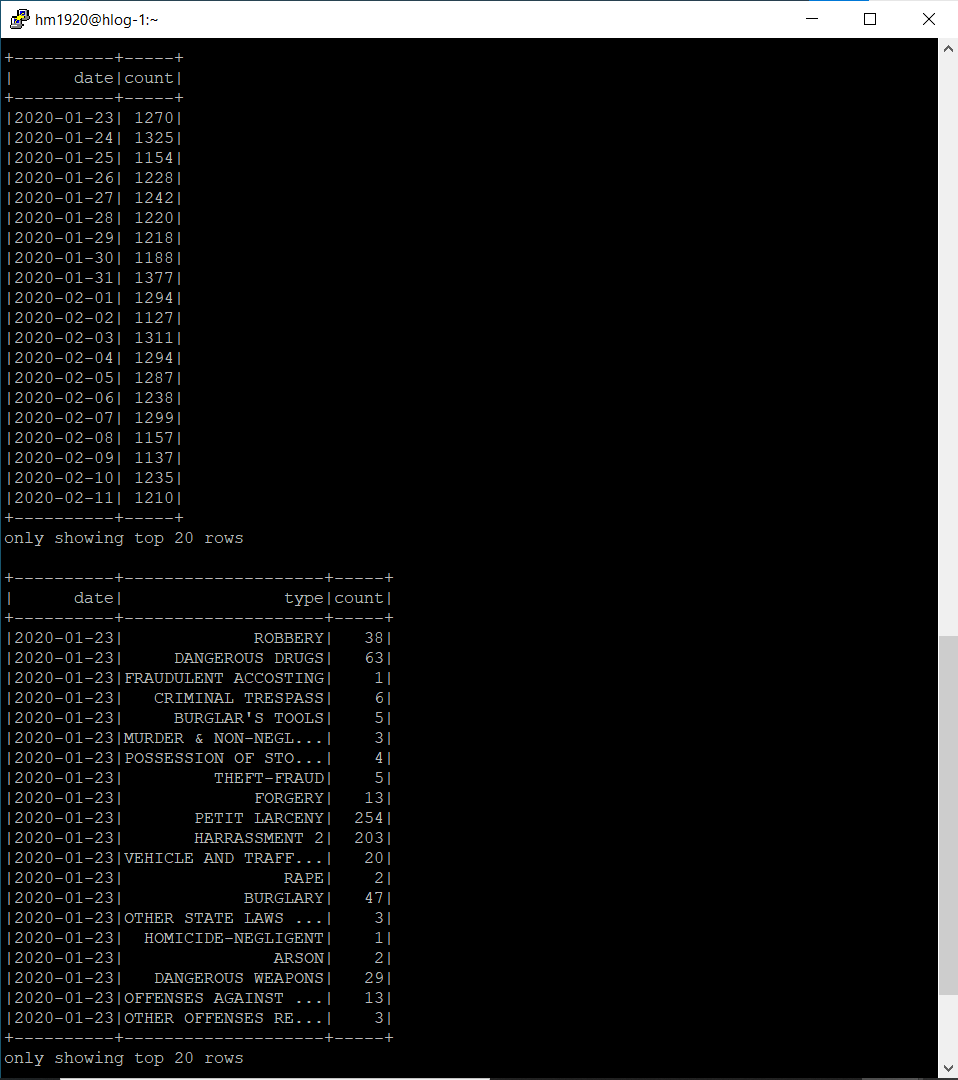 hm1920@hlog-1:~
+----------+-----+
|      date|count|
+----------+-----+
|2020-01-23| 1270|
|2020-01-24| 1325|
|2020-01-25| 1154|
|2020-01-26| 1228|
|2020-01-27| 1242|
|2020-01-28| 1220|
|2020-01-29| 1218|
|2020-01-30| 1188|
|2020-01-31| 1377|
|2020-02-01| 1294|
|2020-02-02| 1127|
|2020-02-03| 1311|
|2020-02-04| 1294|
|2020-02-05| 1287|
|2020-02-06| 1238|
|2020-02-07| 1299|
|2020-02-08| 1157|
|2020-02-09| 1137|
|2020-02-10| 1235|
|2020-02-11| 1210|
+----------+-----+
only showing top 20 rows

+----------+--------------------+-----+
|      date|                type|count|
+----------+--------------------+-----+
|2020-01-23|             ROBBERY|   38|
|2020-01-23|     DANGEROUS DRUGS|   63|
|2020-01-23|FRAUDULENT ACCOSTING|    1|
|2020-01-23|   CRIMINAL TRESPASS|    6|
|2020-01-23|     BURGLAR'S TOOLS|    5|
|2020-01-23|MURDER & NON-NEGL...|    3|
|2020-01-23|POSSESSION OF STO...|    4|
|2020-01-23|         THEFT-FRAUD|    5|
|2020-01-23|             FORGERY|   13|
|2020-01-23|       PETIT LARCENY|  254|
|2020-01-23|       HARRASSMENT 2|  203|
|2020-01-23|VEHICLE AND TRAFF...|   20|
|2020-01-23|                RAPE|    2|
|2020-01-23|            BURGLARY|   47|
|2020-01-23|OTHER STATE LAWS ...|    3|
|2020-01-23|  HOMICIDE-NEGLIGENT|    1|
|2020-01-23|               ARSON|    2|
|2020-01-23|   DANGEROUS WEAPONS|   29|
|2020-01-23|OFFENSES AGAINST ...|   13|
|2020-01-23|OTHER OFFENSES RE...|    3|
+----------+--------------------+-----+
only showing top 20 rows